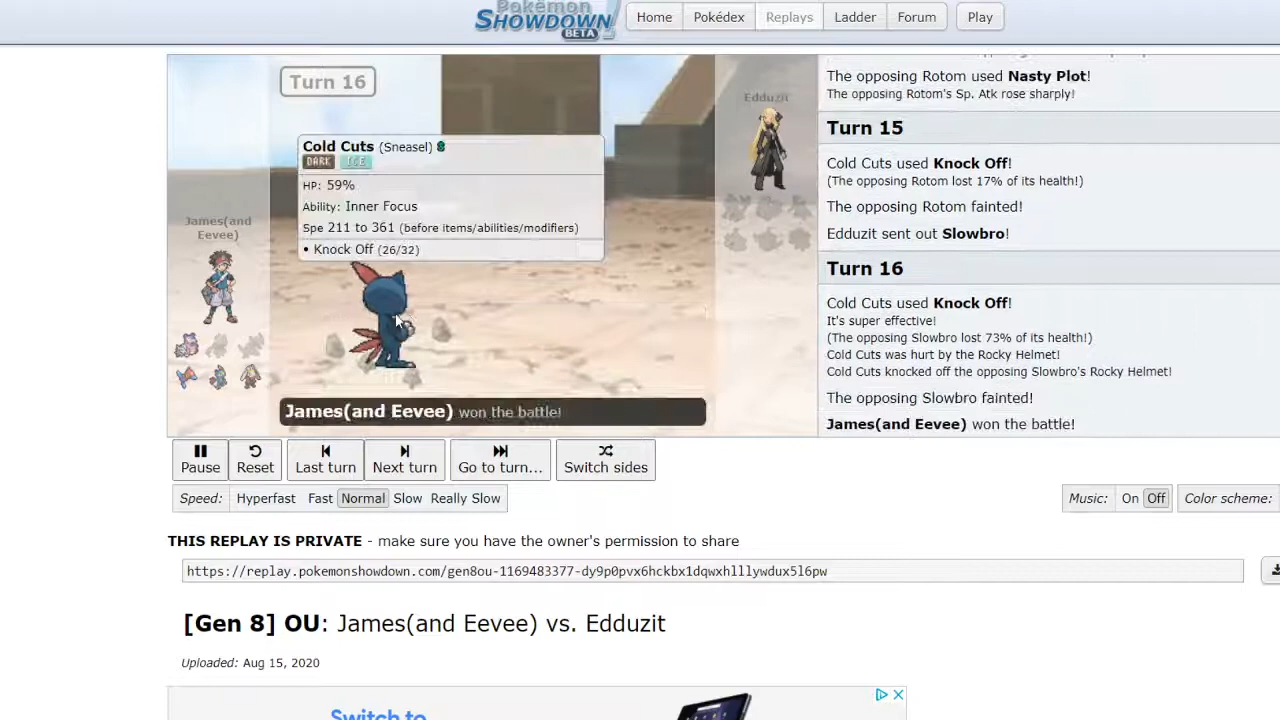 Pokémon
SHOWDOWN!
BETA
Home
Pokédex
Replays
Ladder
Forum
Play
Turn 16
Edduzit
Cold Cuts (Sneasel)
DARK ICE
HP: 59%
Ability: Inner Focus
Spe 211 to 361 (before items/abilities/modifiers)
• Knock Off (26/32)
James(and
Eevee)
James(and Eevee) won the battle!
The opposing Rotom used Nasty Plot!
The opposing Rotom's Sp. Atk rose sharply!
Turn 15
Cold Cuts used Knock Off!
(The opposing Rotom lost 17% of its health!)
The opposing Rotom fainted!
Edduzit sent out Slowbro!
Turn 16
Cold Cuts used Knock Off!
It's super effective!
(The opposing Slowbro lost 73% of its health!)
Cold Cuts was hurt by the Rocky Helmet!
Cold Cuts knocked off the opposing Slowbro's Rocky Helmet!
The opposing Slowbro fainted!
James(and Eevee) won the battle!
Pause
Reset
Last turn
Next turn
Go to turn...
Switch sides
Speed: Hyperfast Fast Normal Slow Really Slow
Music: On Off
Color scheme:
THIS REPLAY IS PRIVATE - make sure you have the owner's permission to share
https://replay.pokemonshowdown.com/gen8ou-1169483377-dy9p0pvx6hckbx1dqwxhlllywdux5l6pw
[Gen 8] OU: James(and Eevee) vs. Edduzit
Uploaded: Aug 15, 2020
Switch to